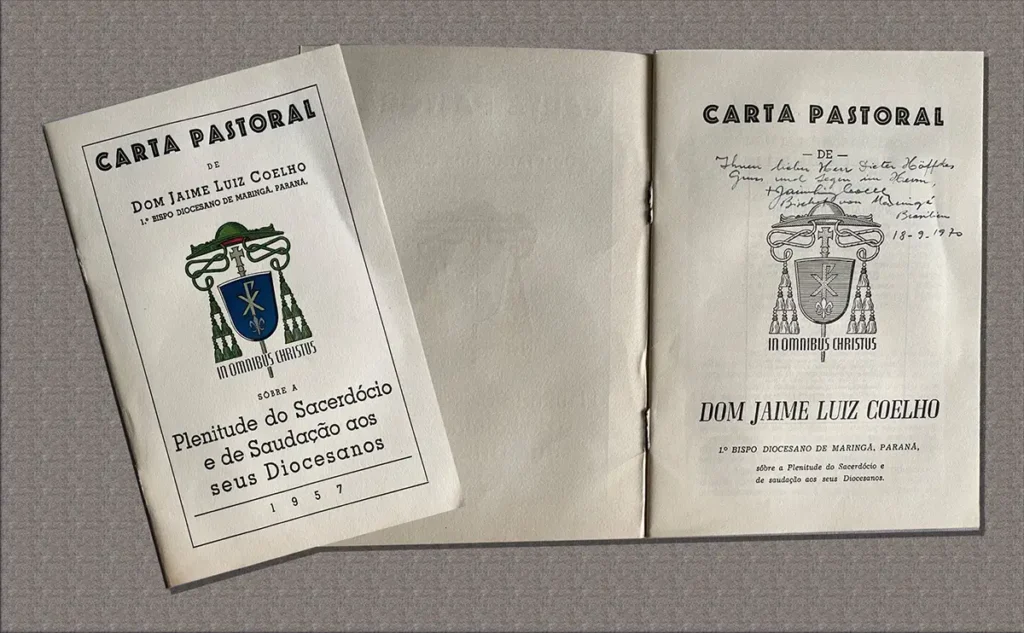 CARTA PASTORAL
DE
DOM JAIME LUIZ COELHO
1.º BISPO DIOCESANO DE MARINGÁ, PARANÁ,
IN OMNIBUS CHRISTUS
SÔBRE A
Plenitude do Sacerdócio
e de Saudação aos
seus Diocesanos
1957
CARTA PASTORAL
— DE —
Ihnen lieber Herr Dieter Höffkes
Gruss und Segen im Herrn,
Bischof von Maringá
Brasilien
18-9-1970
IN OMNIBUS CHRISTUS
DOM JAIME LUIZ COELHO
1.º BISPO DIOCESANO DE MARINGÁ, PARANÁ,
sôbre a Plenitude do Sacerdócio e
de saudação aos seus Diocesanos.